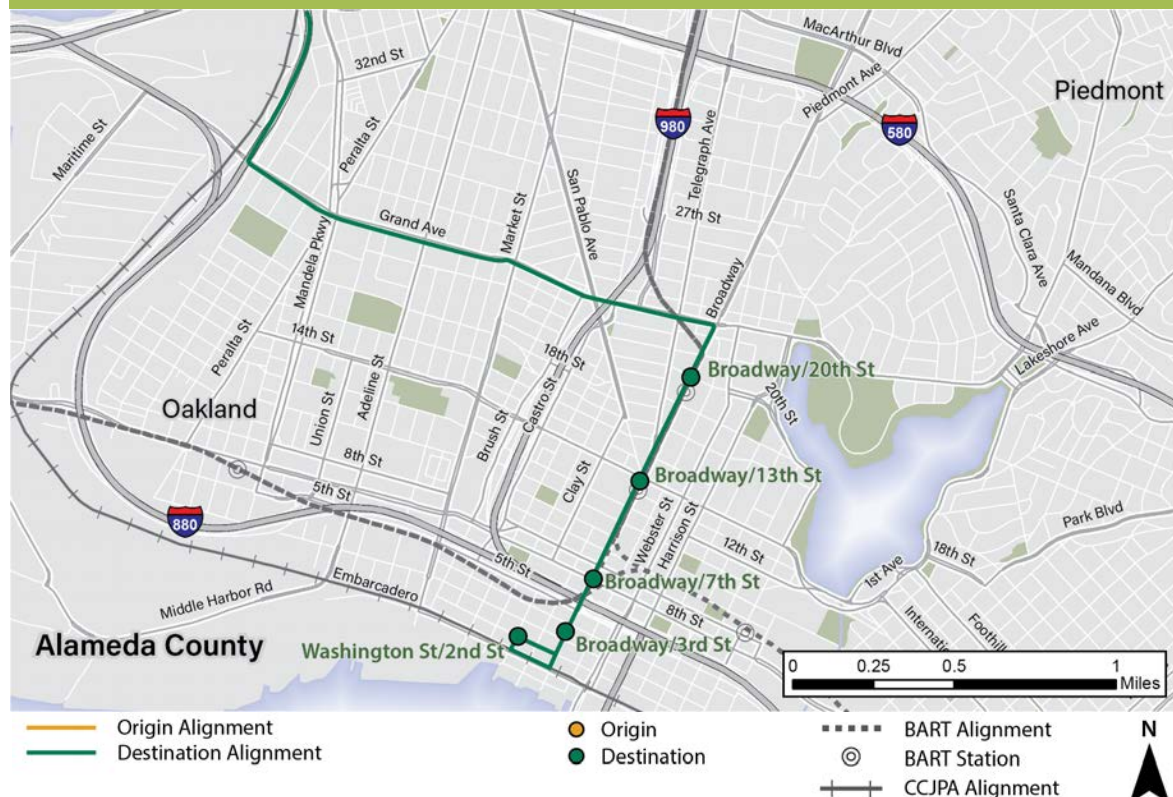 MacArthur Blvd
32nd St
Piedmont Ave
Piedmont
980
580
Maritime St
Peralta St
Telegraph Ave
San Pablo Ave
Market St
27th St
Santa Clara Ave
Grand Ave
Mandela Pkwy
Broadway
Mandana Blvd
Peralta St
14th St
18th St
Lakeshore Ave
Broadway/20th St
20th St
Oakland
Union St
Adeline St
Brush St
Castro St
8th St
Clay St
Broadway/13th St
5th St
Webster St
Harrison St
880
Park Blvd
12th St
18th St
5th St
1st Ave
Embarcadero
Broadway/7th St
Middle Harbor Rd
8th St
Internatio
Foothill
Alameda County
Washington St/2nd St
Broadway/3rd St
0 0.25 0.5 1
Miles
Origin Alignment
Destination Alignment
Origin
Destination
BART Alignment
BART Station
CCJPA Alignment
N